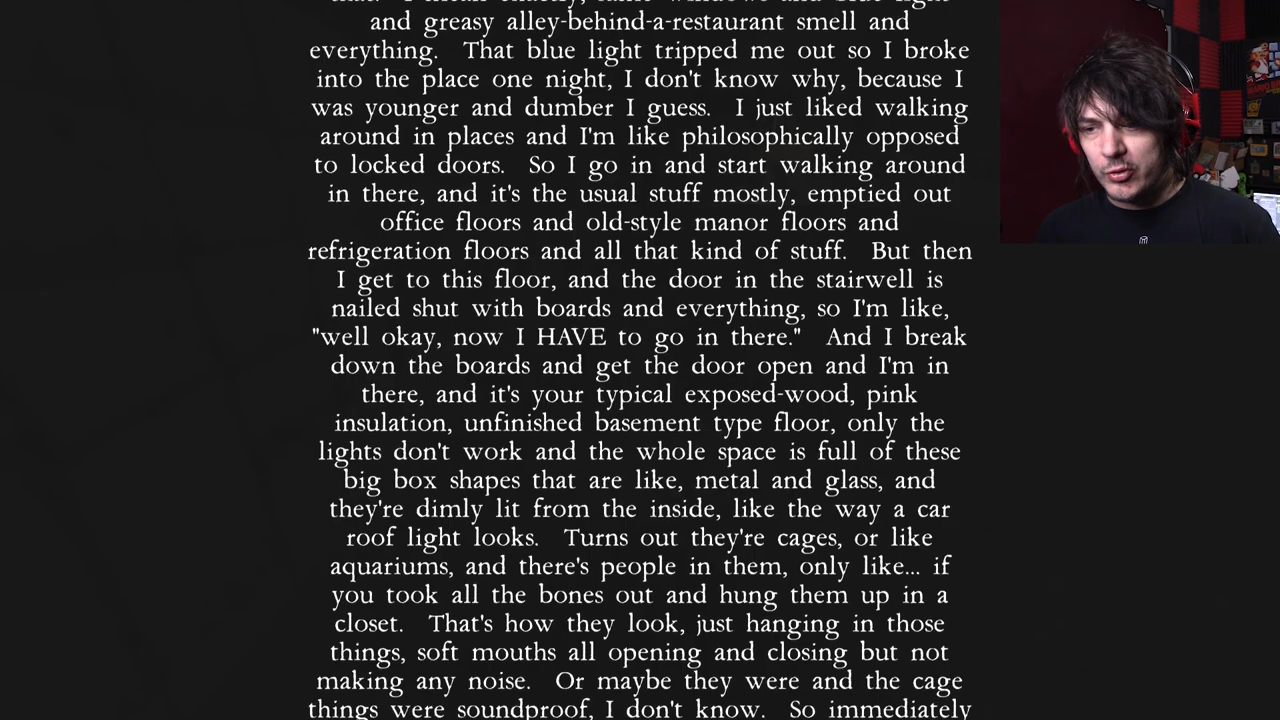 that. I mean exactly, same windows and blue light
and greasy alley-behind-a-restaurant smell and
everything. That blue light tripped me out so I broke
into the place one night, I don't know why, because I
was younger and dumber I guess. I just liked walking
around in places and I'm like philosophically opposed
to locked doors. So I go in and start walking around
in there, and it's the usual stuff mostly, emptied out
office floors and old-style manor floors and
refrigeration floors and all that kind of stuff. But then
I get to this floor, and the door in the stairwell is
nailed shut with boards and everything, so I'm like,
"well okay, now I HAVE to go in there." And I break
down the boards and get the door open and I'm in
there, and it's your typical exposed-wood, pink
insulation, unfinished basement type floor, only the
lights don't work and the whole space is full of these
big box shapes that are like, metal and glass, and
they're dimly lit from the inside, like the way a car
roof light looks. Turns out they're cages, or like
aquariums, and there's people in them, only like... if
you took all the bones out and hung them up in a
closet. That's how they look, just hanging in those
things, soft mouths all opening and closing but not
making any noise. Or maybe they were and the cage
things were soundproof, I don't know. So immediately